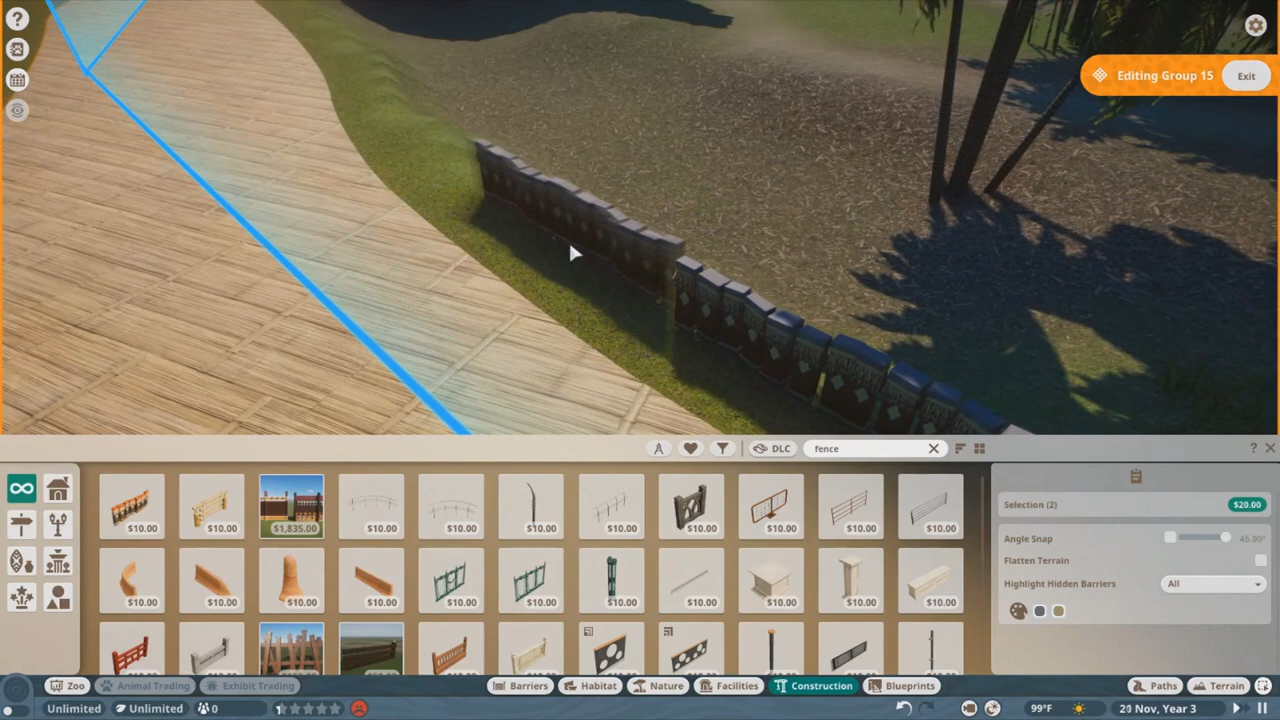 ?
Editing Group 15 Exit
DLC fence
?
$10.00 $10.00 $1,835.00 $10.00 $10.00 $10.00 $10.00 $10.00 $10.00 $10.00 $10.00
Selection (2) $20.00
Angle Snap 45.00°
Flatten Terrain
Highlight Hidden Barriers All
$10.00 $10.00 $10.00 $10.00 $10.00 $10.00 $10.00 $10.00 $10.00 $10.00 $10.00
Zoo Animal Trading Exhibit Trading Barriers Habitat Nature Facilities Construction Blueprints Paths Terrain
Unlimited Unlimited 0 99°F Nov, Year 3